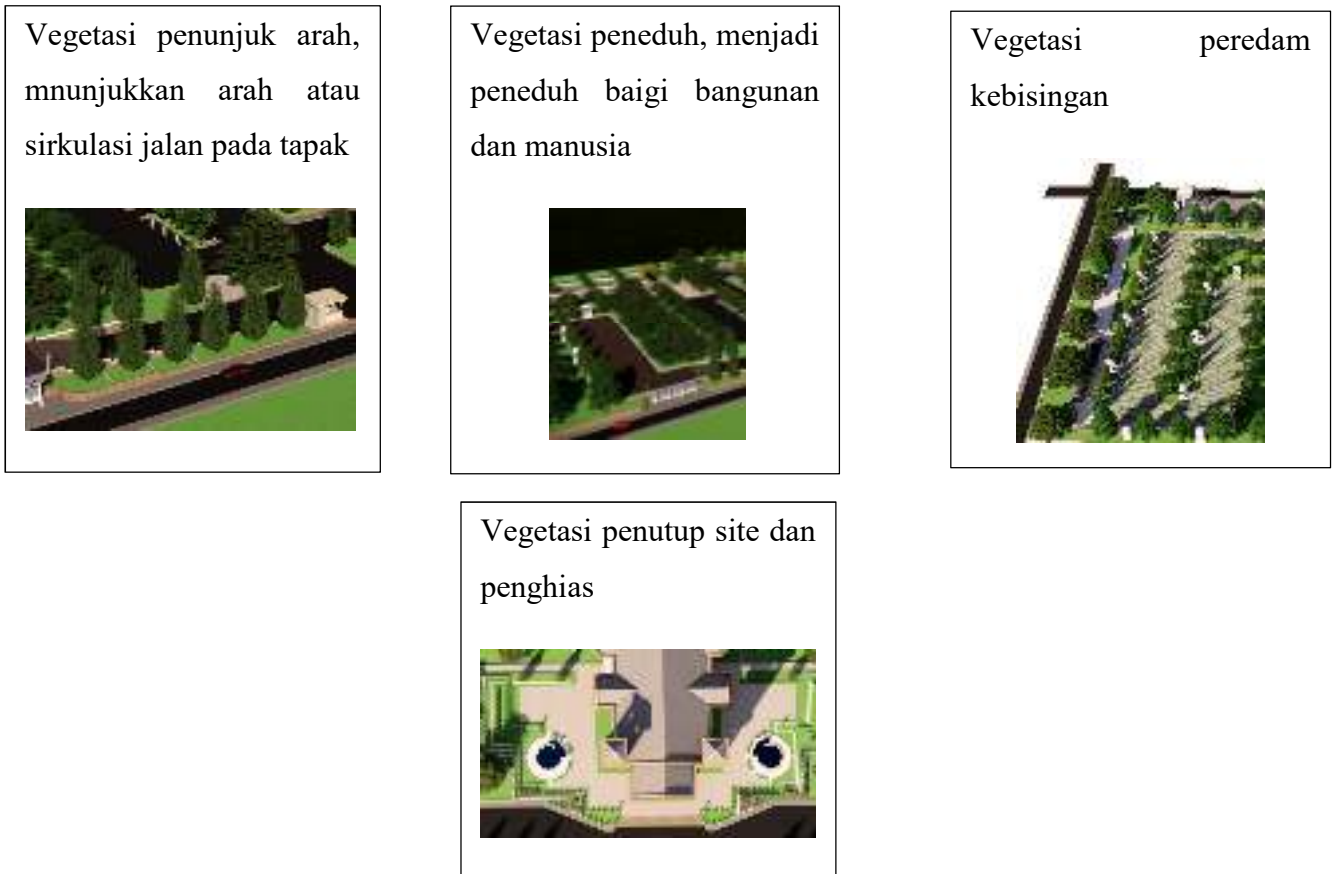 Vegetasi penunjuk arah,
mnunjukkan arah atau
sirkulasi jalan pada tapak
Vegetasi peneduh, menjadi
peneduh baigi bangunan
dan manusia
Vegetasi peredam
kebisingan
Vegetasi penutup site dan
penghias